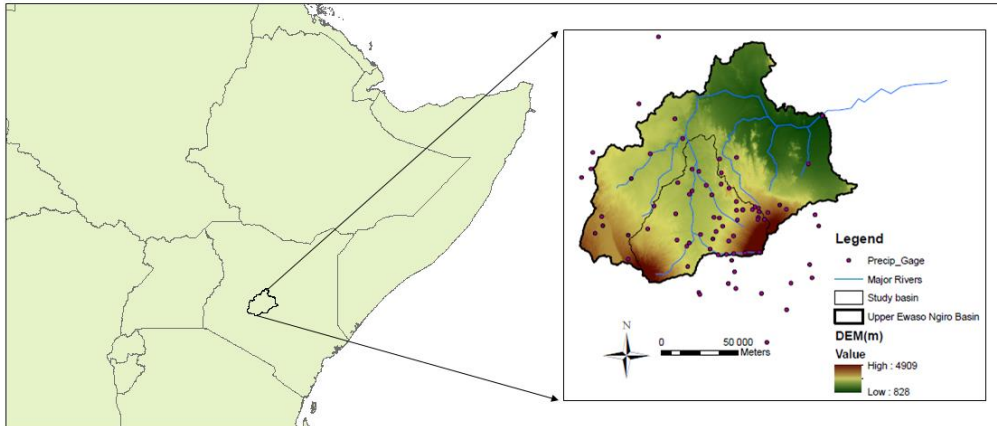 Legend
Precip_Gage
Major Rivers
Study basin
Upper Ewaso Ngiro Basin
DEM(m)
Value
High : 4909
Low : 828
N
0 50 000
Meters